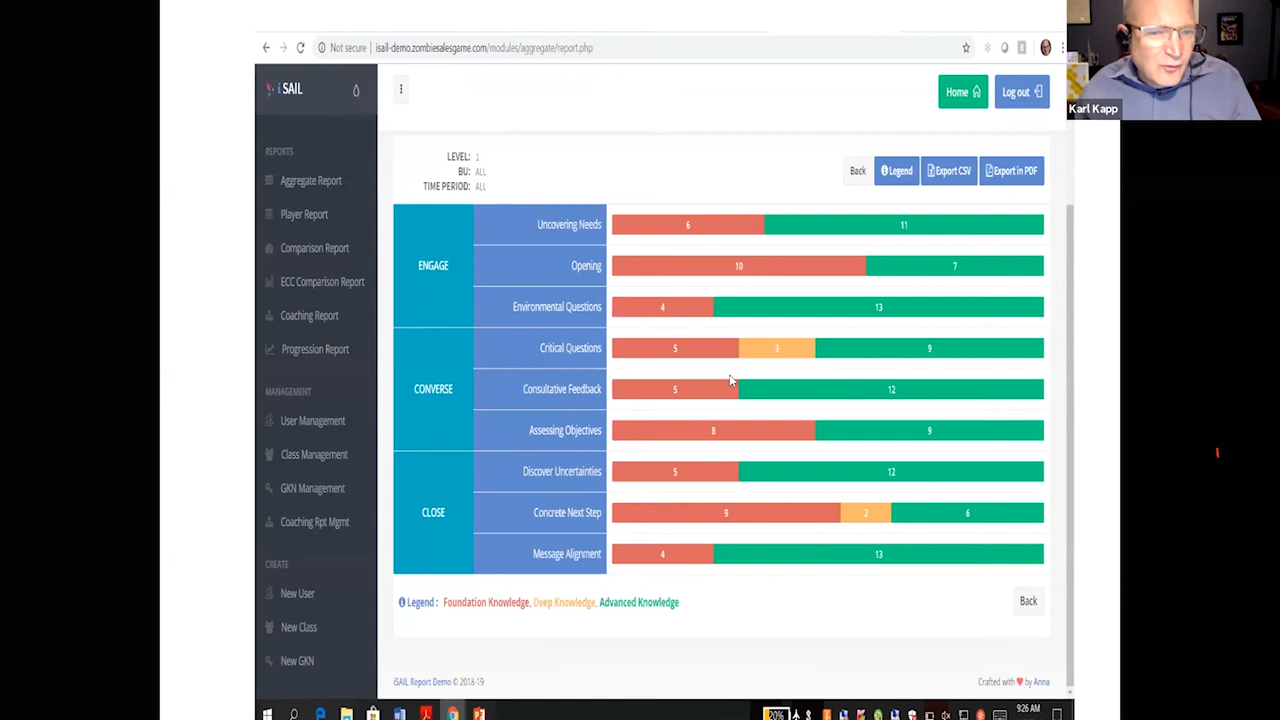 Not secure | isail-demo.zombiesalesgame.com/modules/aggregate/report.php
Karl Kapp
i SAIL
Home
Log out
REPORTS
Aggregate Report
Player Report
Comparison Report
ECC Comparison Report
Coaching Report
Progression Report
MANAGEMENT
User Management
Class Management
GKN Management
Coaching Rpt Mgmt
CREATE
New User
New Class
New GKN
LEVEL: 1
BU: ALL
TIME PERIOD: ALL
Back
Legend
Export CSV
Export in PDF
ENGAGE
Uncovering Needs 6 11
Opening 10 7
Environmental Questions 4 13
CONVERSE
Critical Questions 5 3 9
Consultative Feedback 5 12
Assessing Objectives 8 9
CLOSE
Discover Uncertainties 5 12
Concrete Next Step 9 2 6
Message Alignment 4 13
Legend : Foundation Knowledge, Deep Knowledge, Advanced Knowledge
Back
iSAIL Report Demo © 2018-19
Crafted with ♥ by Anna
20%
9:26 AM